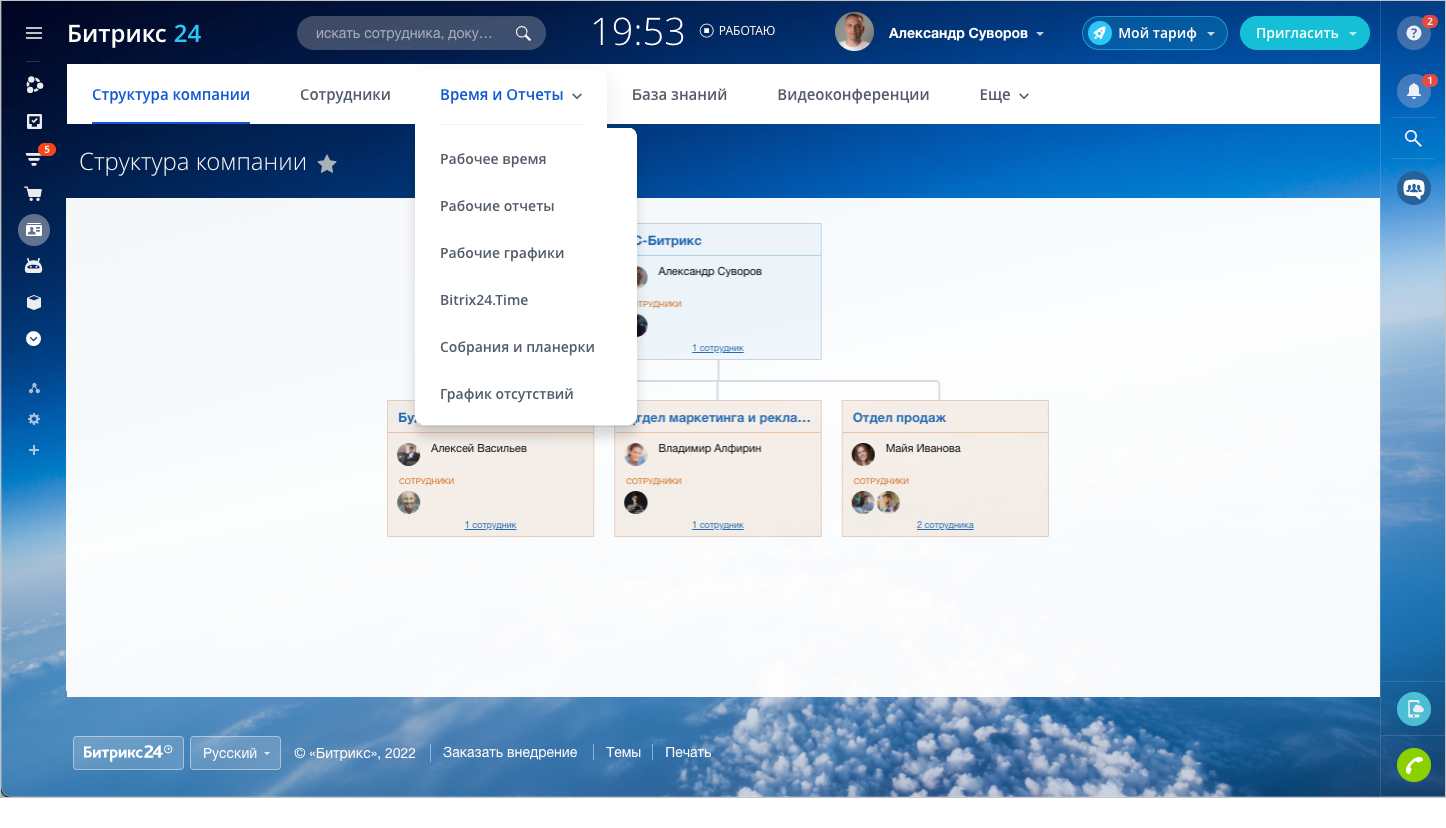 Битрикс 24
искать сотрудника, доку...
19:53
РАБОТАЮ
Александр Суворов
Мой тариф
Пригласить
2
Структура компании
Сотрудники
Время и Отчеты
База знаний
Видеоконференции
Еще
1
5
Структура компании
Рабочее время
Рабочие отчеты
Рабочие графики
Bitrix24.Time
Собрания и планерки
График отсутствий
С-Битрикс
Александр Суворов
ТРУДНИКИ
1 сотрудник
Бу
Алексей Васильев
СОТРУДНИКИ
1 сотрудник
тдел маркетинга и рекла...
Владимир Алфирин
СОТРУДНИКИ
1 сотрудник
Отдел продаж
Майя Иванова
СОТРУДНИКИ
2 сотрудника
Битрикс24
Русский
© «Битрикс», 2022
Заказать внедрение
Темы
Печать